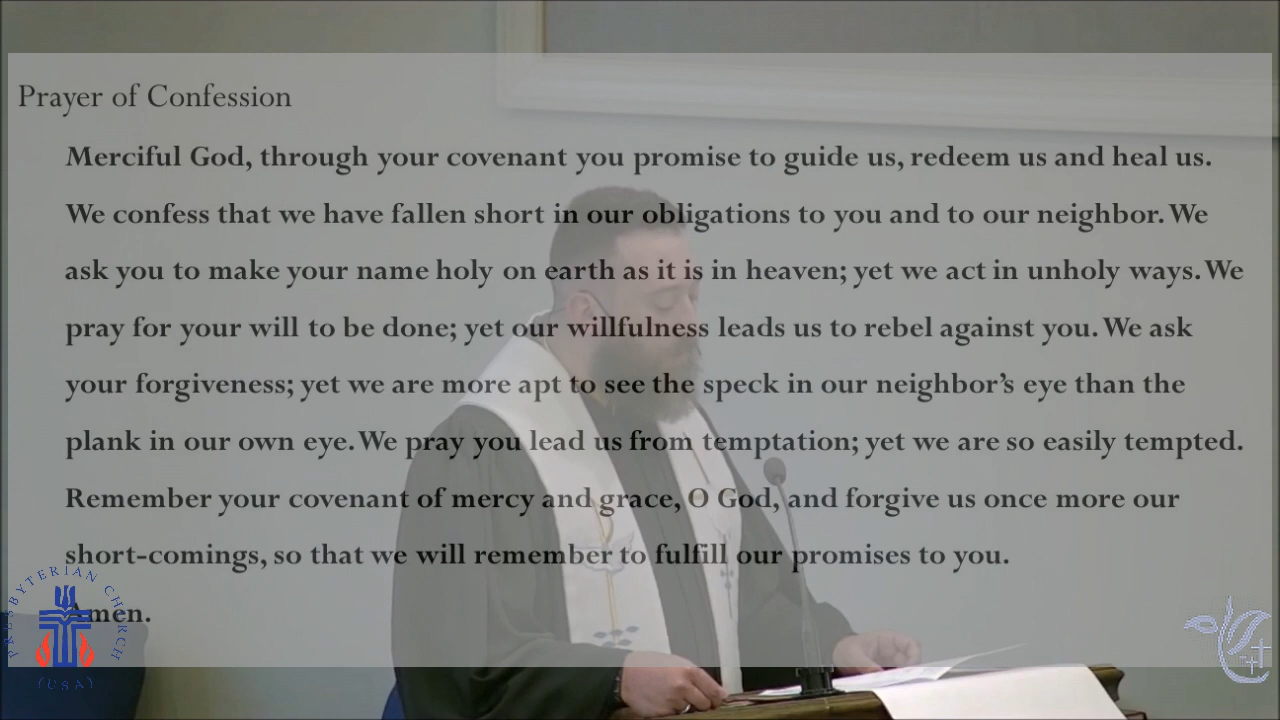 Prayer of Confession
Merciful God, through your covenant you promise to guide us, redeem us and heal us.
We confess that we have fallen short in our obligations to you and to our neighbor. We
ask you to make your name holy on earth as it is in heaven; yet we act in unholy ways. We
pray for your will to be done; yet our willfulness leads us to rebel against you. We ask
your forgiveness; yet we are more apt to see the speck in our neighbor’s eye than the
plank in our own eye. We pray you lead us from temptation; yet we are so easily tempted.
Remember your covenant of mercy and grace, O God, and forgive us once more our
short-comings, so that we will remember to fulfill our promises to you.
Amen.
PRESBYTERIAN CHURCH
(USA)